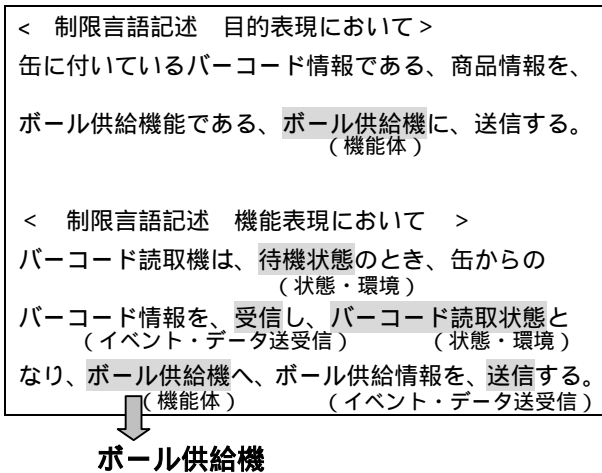 < 制限言語記述 目的表現において>
缶に付いているバーコード情報である、商品情報を、
ボール供給機能である、ボール供給機に、送信する。
(機能体)
< 制限言語記述 機能表現において >
バーコード読取機は、待機状態のとき、缶からの
(状態・環境)
バーコード情報を、受信し、バーコード読取状態と
(イベント・データ送受信) (状態・環境)
なり、ボール供給機へ、ボール供給情報を、送信する。
(機能体) (イベント・データ送受信)
ボール供給機